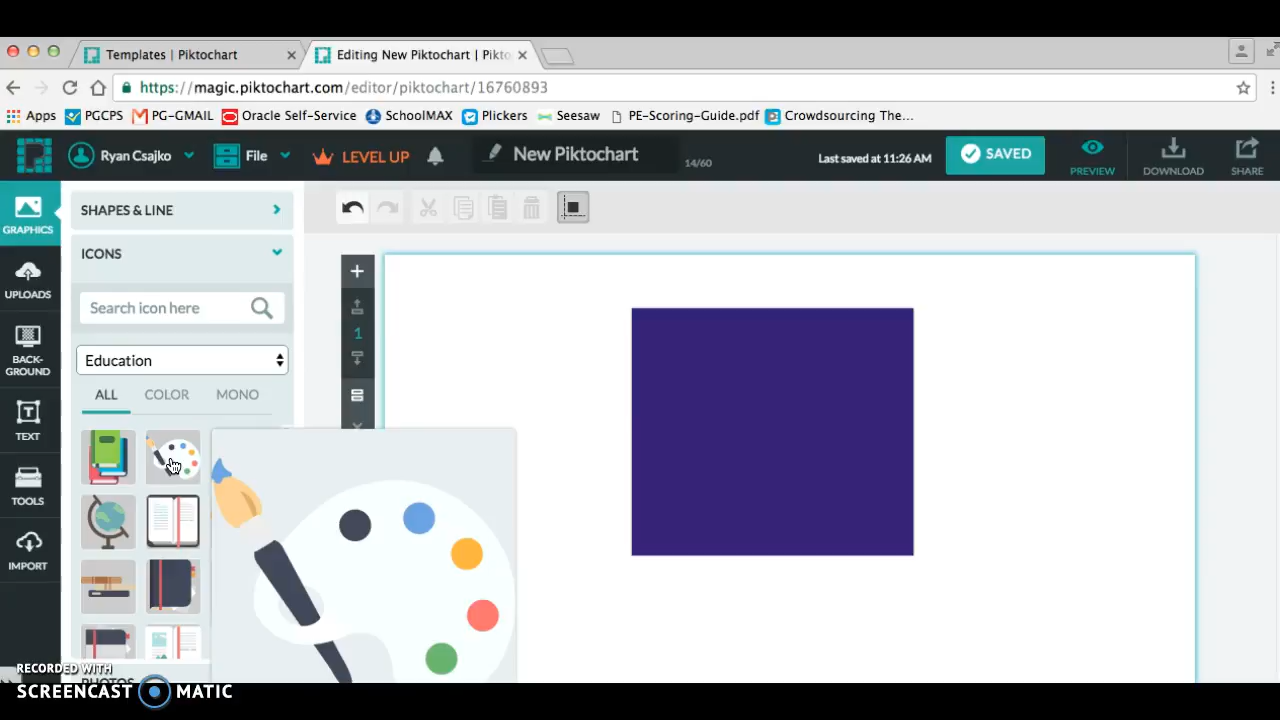 Templates | Piktochart
Editing New Piktochart | Pikto
https://magic.piktochart.com/editor/piktochart/16760893
Apps PGCPS PG-GMAIL Oracle Self-Service SchoolMAX Plickers Seesaw PE-Scoring-Guide.pdf Crowdsourcing The...
Ryan Csajko File LEVEL UP New Piktochart 14/60 Last saved at 11:26 AM SAVED PREVIEW DOWNLOAD SHARE
GRAPHICS
UPLOADS
BACK-
GROUND
TEXT
TOOLS
IMPORT
SHAPES & LINE
ICONS
Search icon here
Education
ALL COLOR MONO
PHOTOS
1
RECORDED WITH
SCREENCAST MATIC